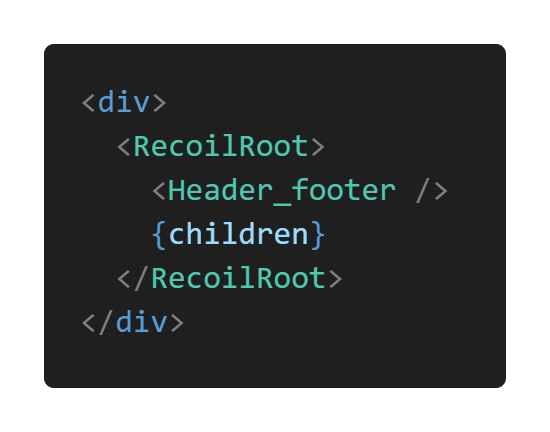 <div>
  <RecoilRoot>
    <Header_footer />
    {children}
  </RecoilRoot>
</div>